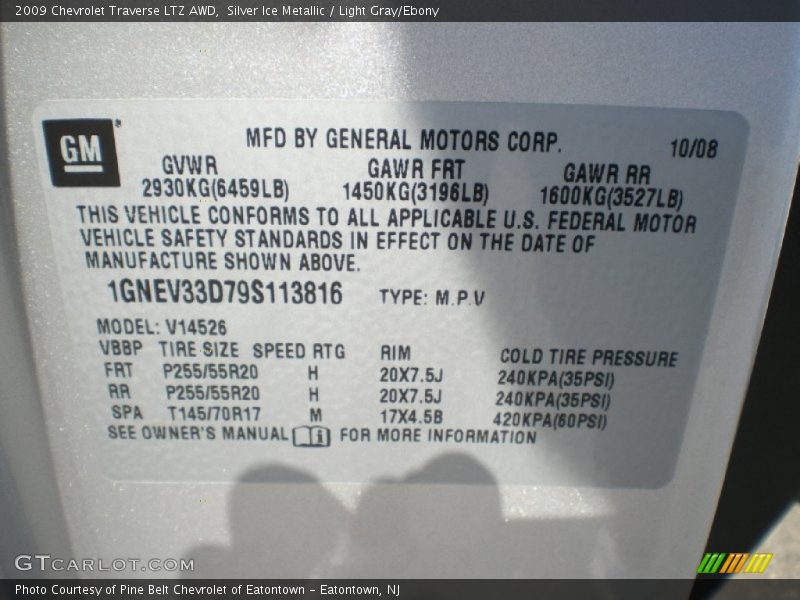 2009 Chevrolet Traverse LTZ AWD,  Silver Ice Metallic / Light Gray/Ebony
GM®
MFD BY GENERAL MOTORS CORP. 10/08
GVWR GAWR FRT GAWR RR
2930KG(6459LB) 1450KG(3196LB) 1600KG(3527LB)
THIS VEHICLE CONFORMS TO ALL APPLICABLE U.S. FEDERAL MOTOR
VEHICLE SAFETY STANDARDS IN EFFECT ON THE DATE OF
MANUFACTURE SHOWN ABOVE.
1GNEV33D79S113816 TYPE: M.P.V
MODEL: V14526
VBBP TIRE SIZE SPEED RTG RIM COLD TIRE PRESSURE
FRT P255/55R20 H 20X7.5J 240KPA(35PSI)
RR P255/55R20 H 20X7.5J 240KPA(35PSI)
SPA T145/70R17 M 17X4.5B 420KPA(60PSI)
SEE OWNER'S MANUAL i FOR MORE INFORMATION
GTCARLOT.COM
Photo Courtesy of Pine Belt Chevrolet of Eatontown - Eatontown, NJ